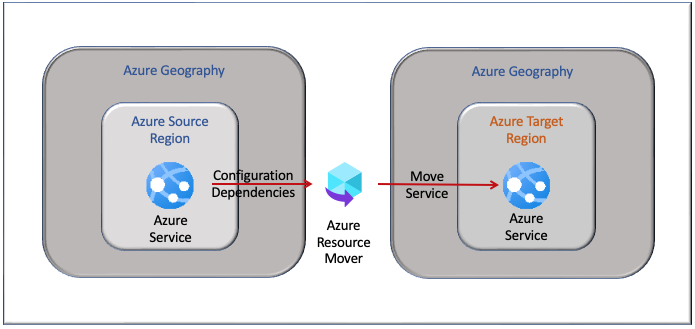 Azure Geography
Azure Source
Region
Azure
Service
Configuration
Dependencies
Azure
Resource
Mover
Move
Service
Azure Geography
Azure Target
Region
Azure
Service